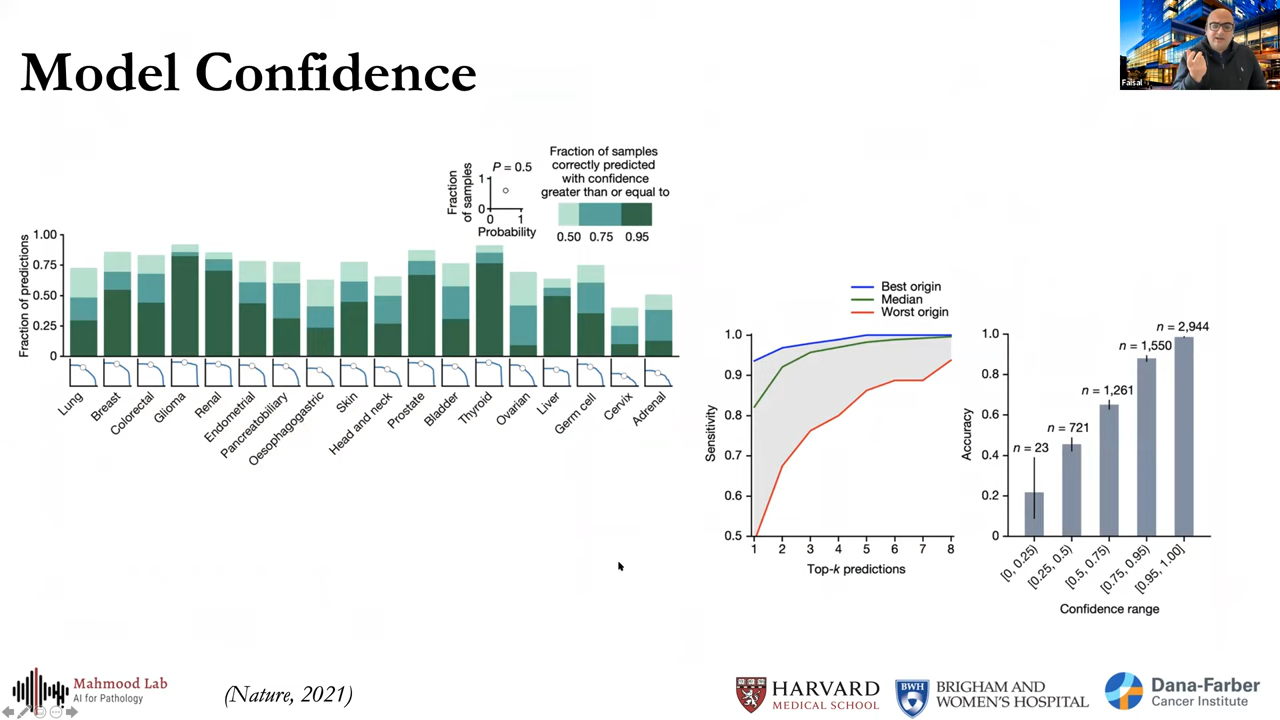 Model Confidence
Faisal
Fraction of samples
correctly predicted
with confidence
greater than or equal to
0.50 0.75 0.95
P = 0.5
Fraction
of samples
1
0
0 1
Probability
Fraction of predictions
1.00
0.75
0.50
0.25
0
Lung
Breast
Colorectal
Glioma
Renal
Endometrial
Pancreatobiliary
Oesophagogastric
Skin
Head and neck
Prostate
Bladder
Thyroid
Ovarian
Liver
Germ cell
Cervix
Adrenal
Best origin
Median
Worst origin
Sensitivity
1.0
0.9
0.8
0.7
0.6
0.5
1 2 3 4 5 6 7 8
Top-k predictions
Accuracy
1.0
0.8
0.6
0.4
0.2
0
n = 23
n = 721
n = 1,261
n = 1,550
n = 2,944
[0, 0.25)
[0.25, 0.5)
[0.5, 0.75)
[0.75, 0.95)
[0.95, 1.00]
Confidence range
Mahmood Lab
AI for Pathology
(Nature, 2021)
HARVARD
MEDICAL SCHOOL
BWH
BRIGHAM AND
WOMEN'S HOSPITAL
Dana-Farber
Cancer Institute